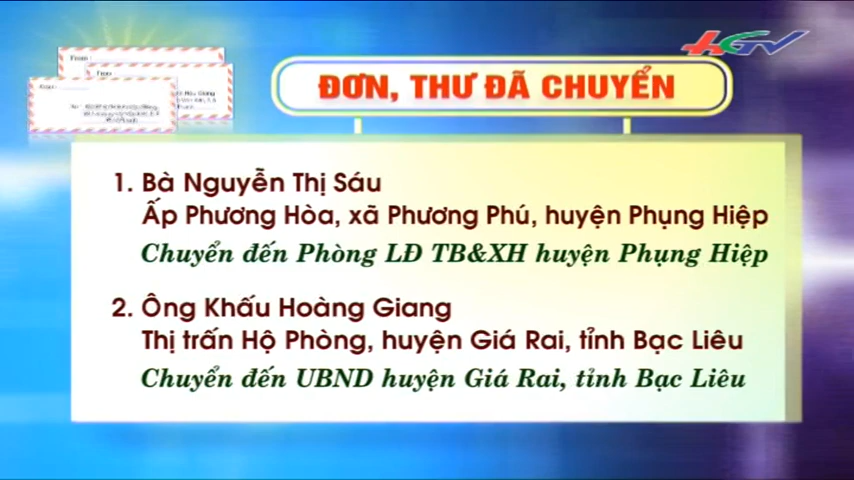 HGTV
ĐƠN, THƯ ĐÃ CHUYỂN
1. Bà Nguyễn Thị Sáu
Ấp Phương Hòa, xã Phương Phú, huyện Phụng Hiệp
Chuyển đến Phòng LĐ TB&XH huyện Phụng Hiệp
2. Ông Khấu Hoàng Giang
Thị trấn Hộ Phòng, huyện Giá Rai, tỉnh Bạc Liêu
Chuyển đến UBND huyện Giá Rai, tỉnh Bạc Liêu